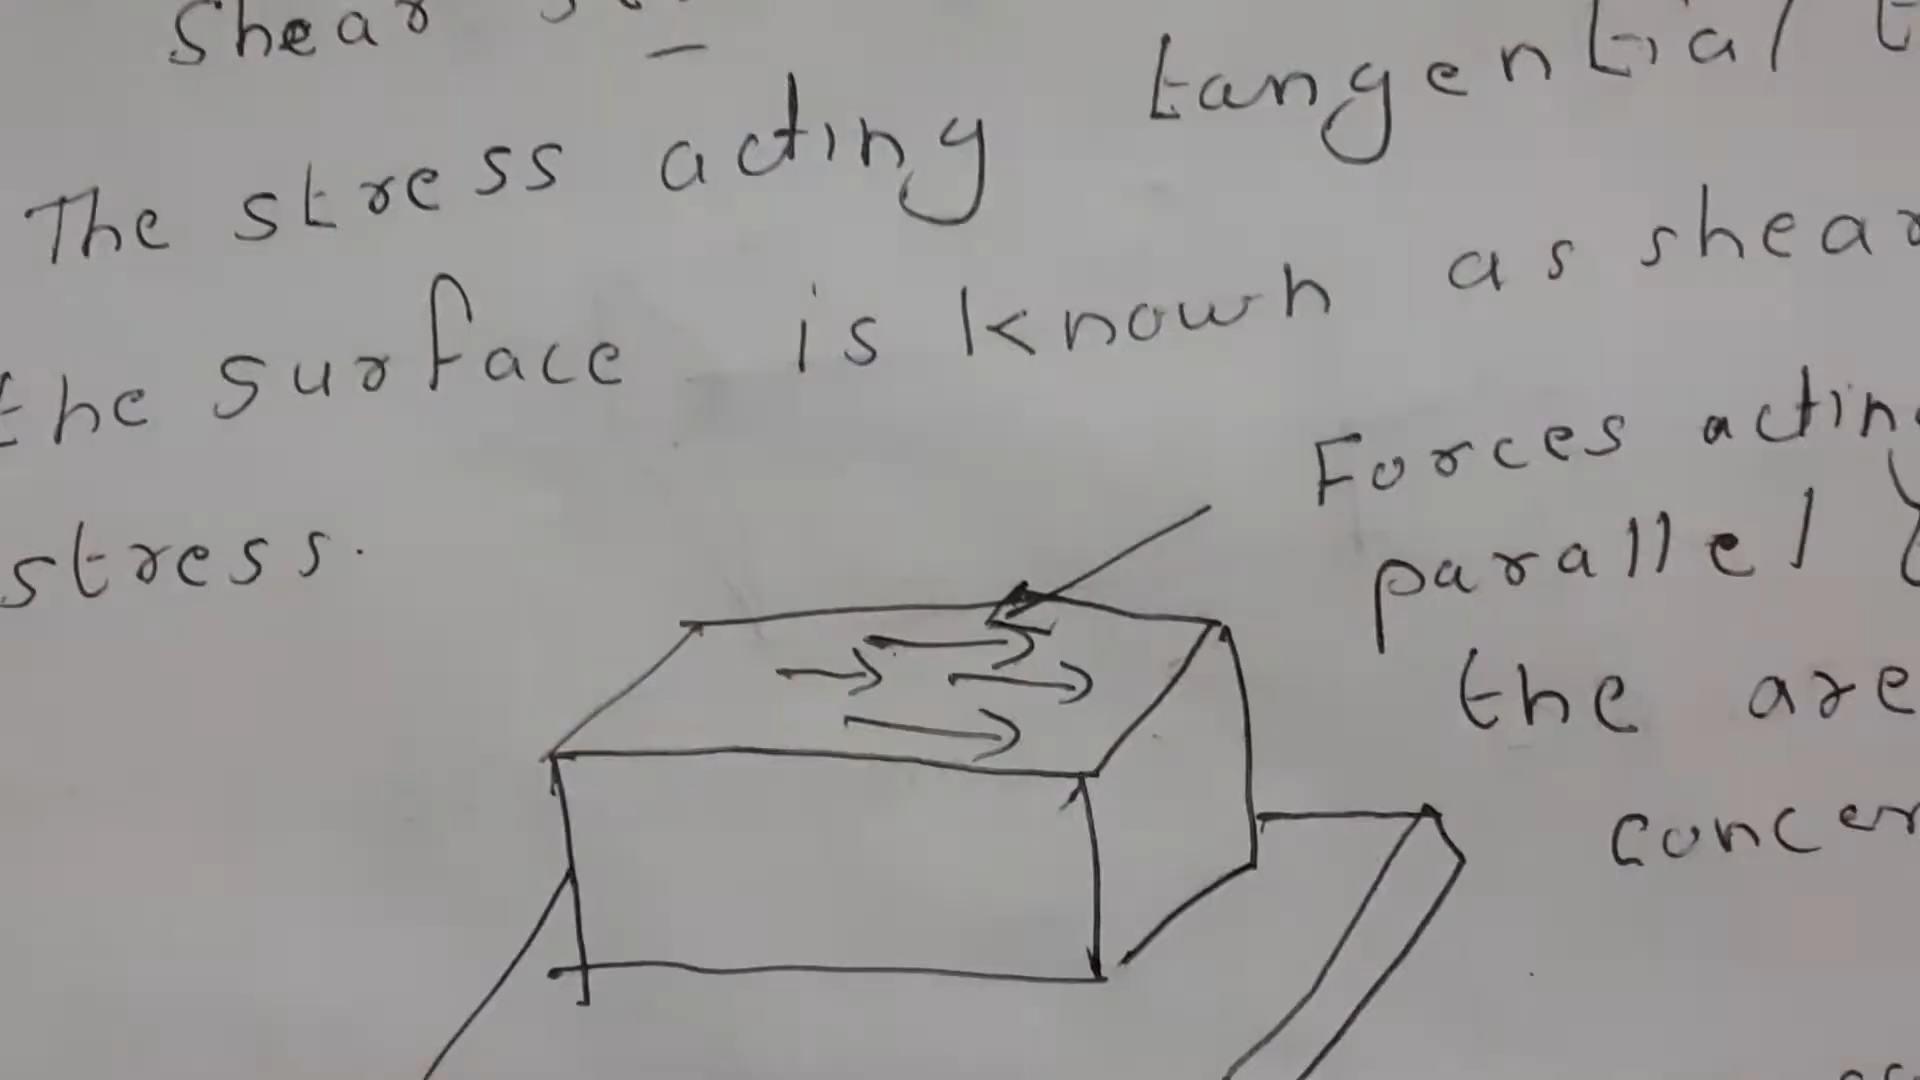 Shear
The stress acting tangential
the surface is known as shear
stress.
Forces acting
parallel
the are
concer